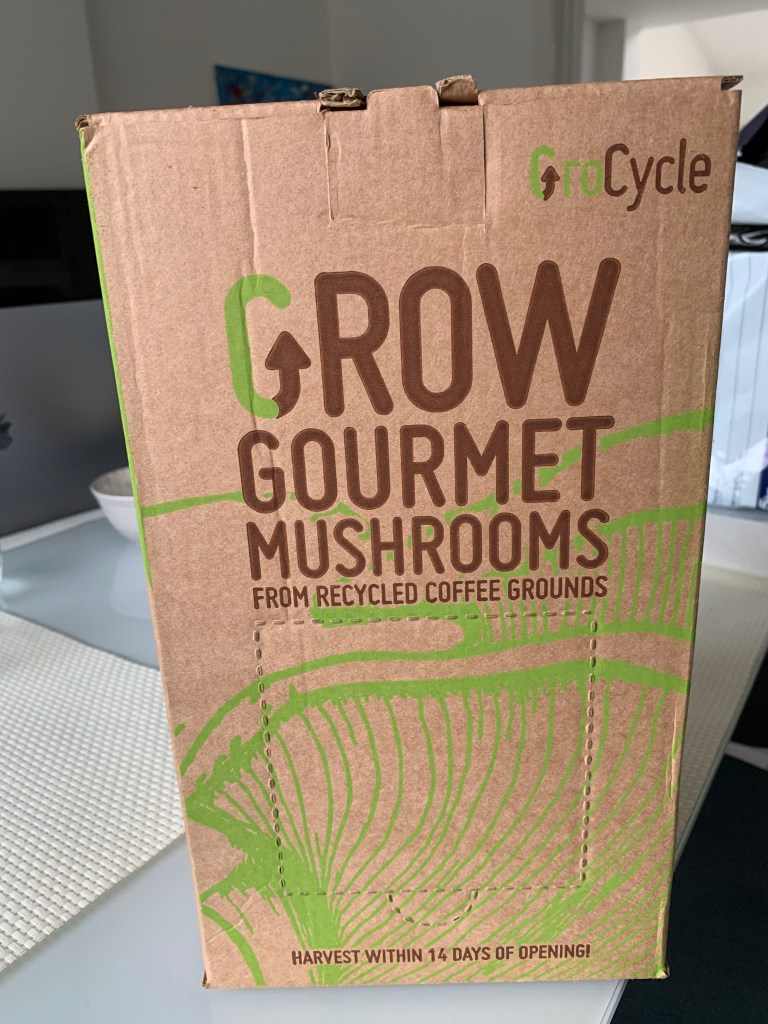 GroCycle
GROW
GOURMET
MUSHROOMS
FROM RECYCLED COFFEE GROUNDS
HARVEST WITHIN 14 DAYS OF OPENING!